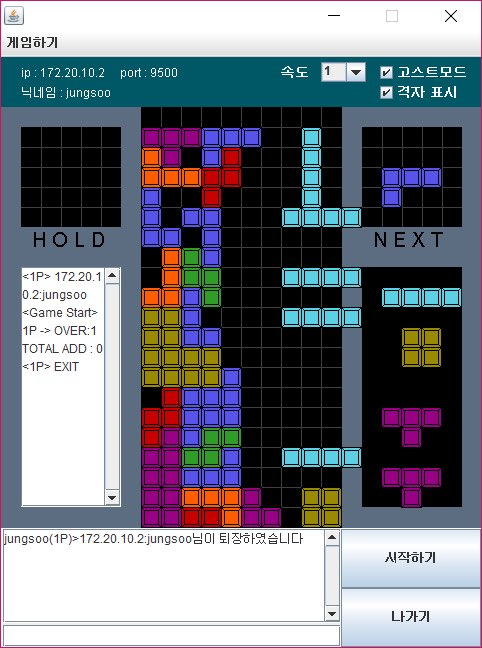 게임하기
ip : 172.20.10.2 port : 9500 속도 1 고스트모드
닉네임 : jungsoo 격자 표시
HOLD NEXT
<1P> 172.20.1
0.2:jungsoo
<Game Start>
1P -> OVER:1
TOTAL ADD : 0
<1P> EXIT
jungsoo(1P)>172.20.10.2:jungsoo님이 퇴장하였습니다
시작하기
나가기